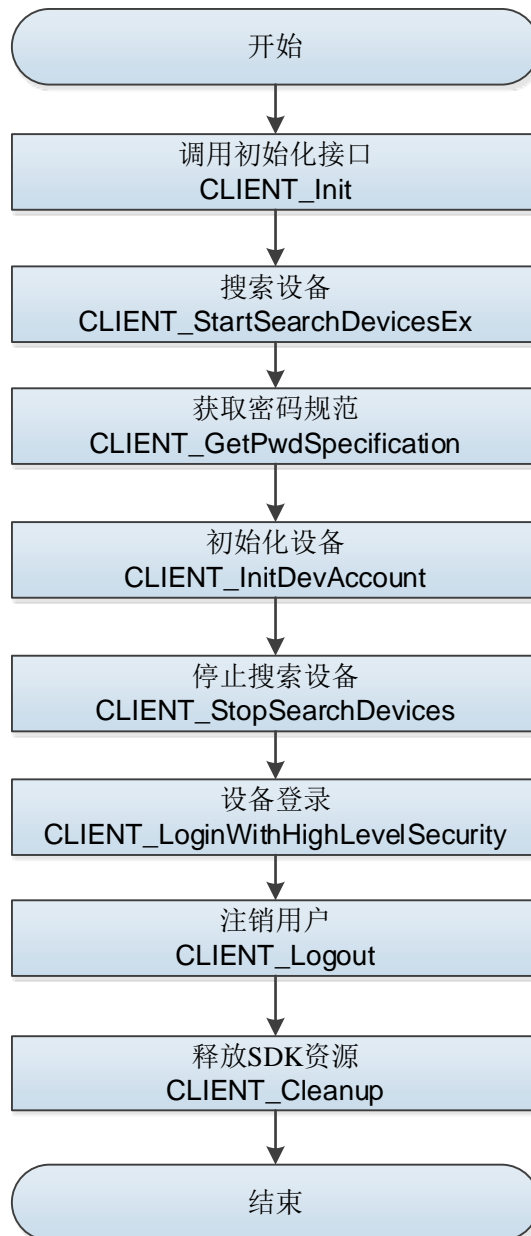 开始
调用初始化接口
CLIENT_Init
搜索设备
CLIENT_StartSearchDevicesEx
获取密码规范
CLIENT_GetPwdSpecification
初始化设备
CLIENT_InitDevAccount
停止搜索设备
CLIENT_StopSearchDevices
设备登录
CLIENT_LoginWithHighLevelSecurity
注销用户
CLIENT_Logout
释放SDK资源
CLIENT_Cleanup
结束